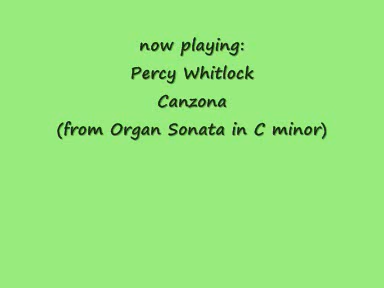 now playing:
Percy Whitlock
Canzona
(from Organ Sonata in C minor)